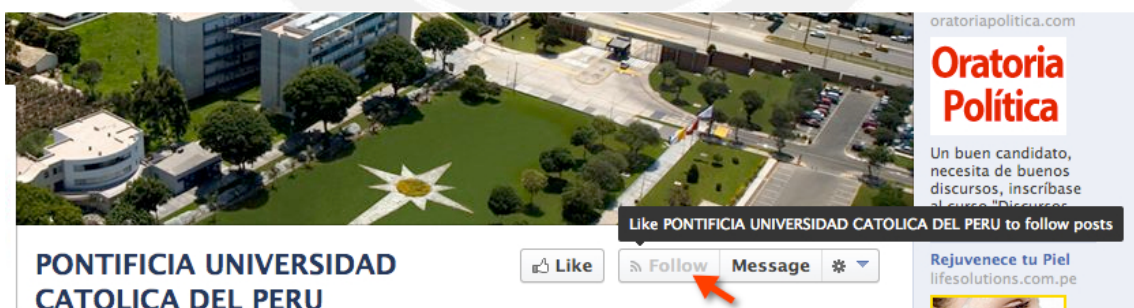 oratoriapolitica.com
Oratoria
Política
Un buen candidato,
necesita de buenos
discursos, inscríbase
al curso "Discursos
Like PONTIFICIA UNIVERSIDAD CATOLICA DEL PERU to follow posts
PONTIFICIA UNIVERSIDAD
CATOLICA DEL PERU
Like Follow Message
Rejuvenece tu Piel
lifesolutions.com.pe